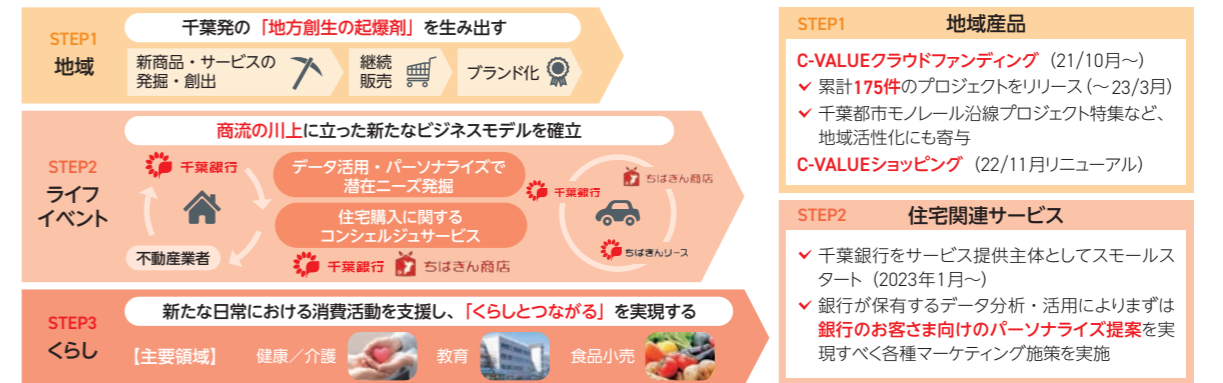 STEP1
地域
千葉発の「地方創生の起爆剤」を生み出す
新商品・サービスの
発掘・創出
継続
販売
ブランド化
STEP2
ライフ
イベント
商流の川上に立った新たなビジネスモデルを確立
千葉銀行
不動産業者
データ活用・パーソナライズで
潜在ニーズ発掘
住宅購入に関する
コンシェルジュサービス
千葉銀行
ちばぎん商店
千葉銀行
ちばぎん商店
ちばぎんリース
STEP3
くらし
新たな日常における消費活動を支援し、「くらしとつながる」を実現する
【主要領域】
健康／介護
教育
食品小売
STEP1
地域産品
C-VALUEクラウドファンディング（21/10月～）
累計175件のプロジェクトをリリース（～23/3月）
千葉都市モノレール沿線プロジェクト特集など、
地域活性化にも寄与
C-VALUEショッピング（22/11月リニューアル）
STEP2
住宅関連サービス
千葉銀行をサービス提供主体としてスモールス
タート（2023年1月～）
銀行が保有するデータ分析・活用によりまずは
銀行のお客さま向けのパーソナライズ提案を実
現すべく各種マーケティング施策を実施